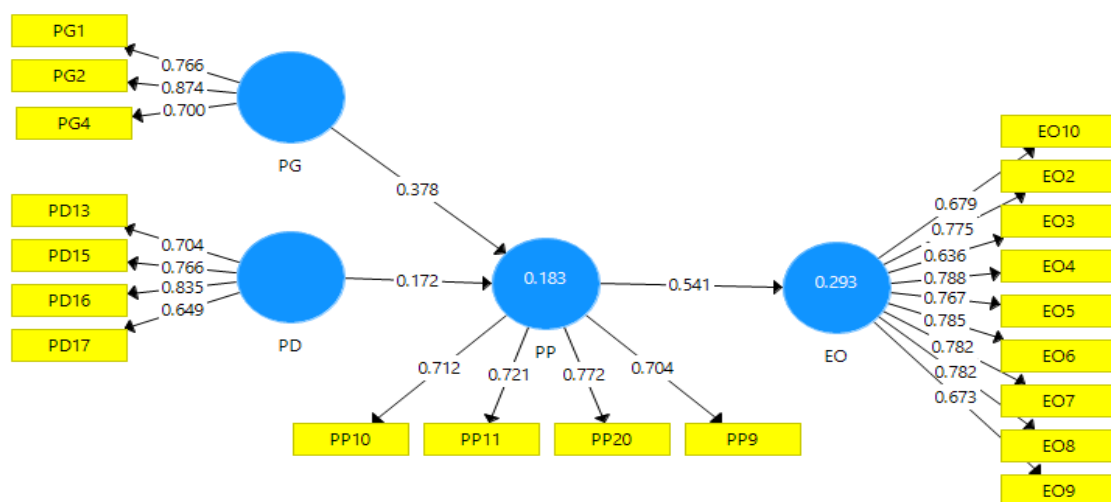 PG1
PG2
PG4
0.766
0.874
0.700
PG
0.378
PD13
PD15
PD16
PD17
0.704
0.766
0.835
0.649
PD
0.172
0.183
PP
0.541
0.712
0.721
0.772
0.704
PP10
PP11
PP20
PP9
0.293
EO
0.679
0.775
0.636
0.788
0.767
0.785
0.782
0.782
0.673
EO10
EO2
EO3
EO4
EO5
EO6
EO7
EO8
EO9